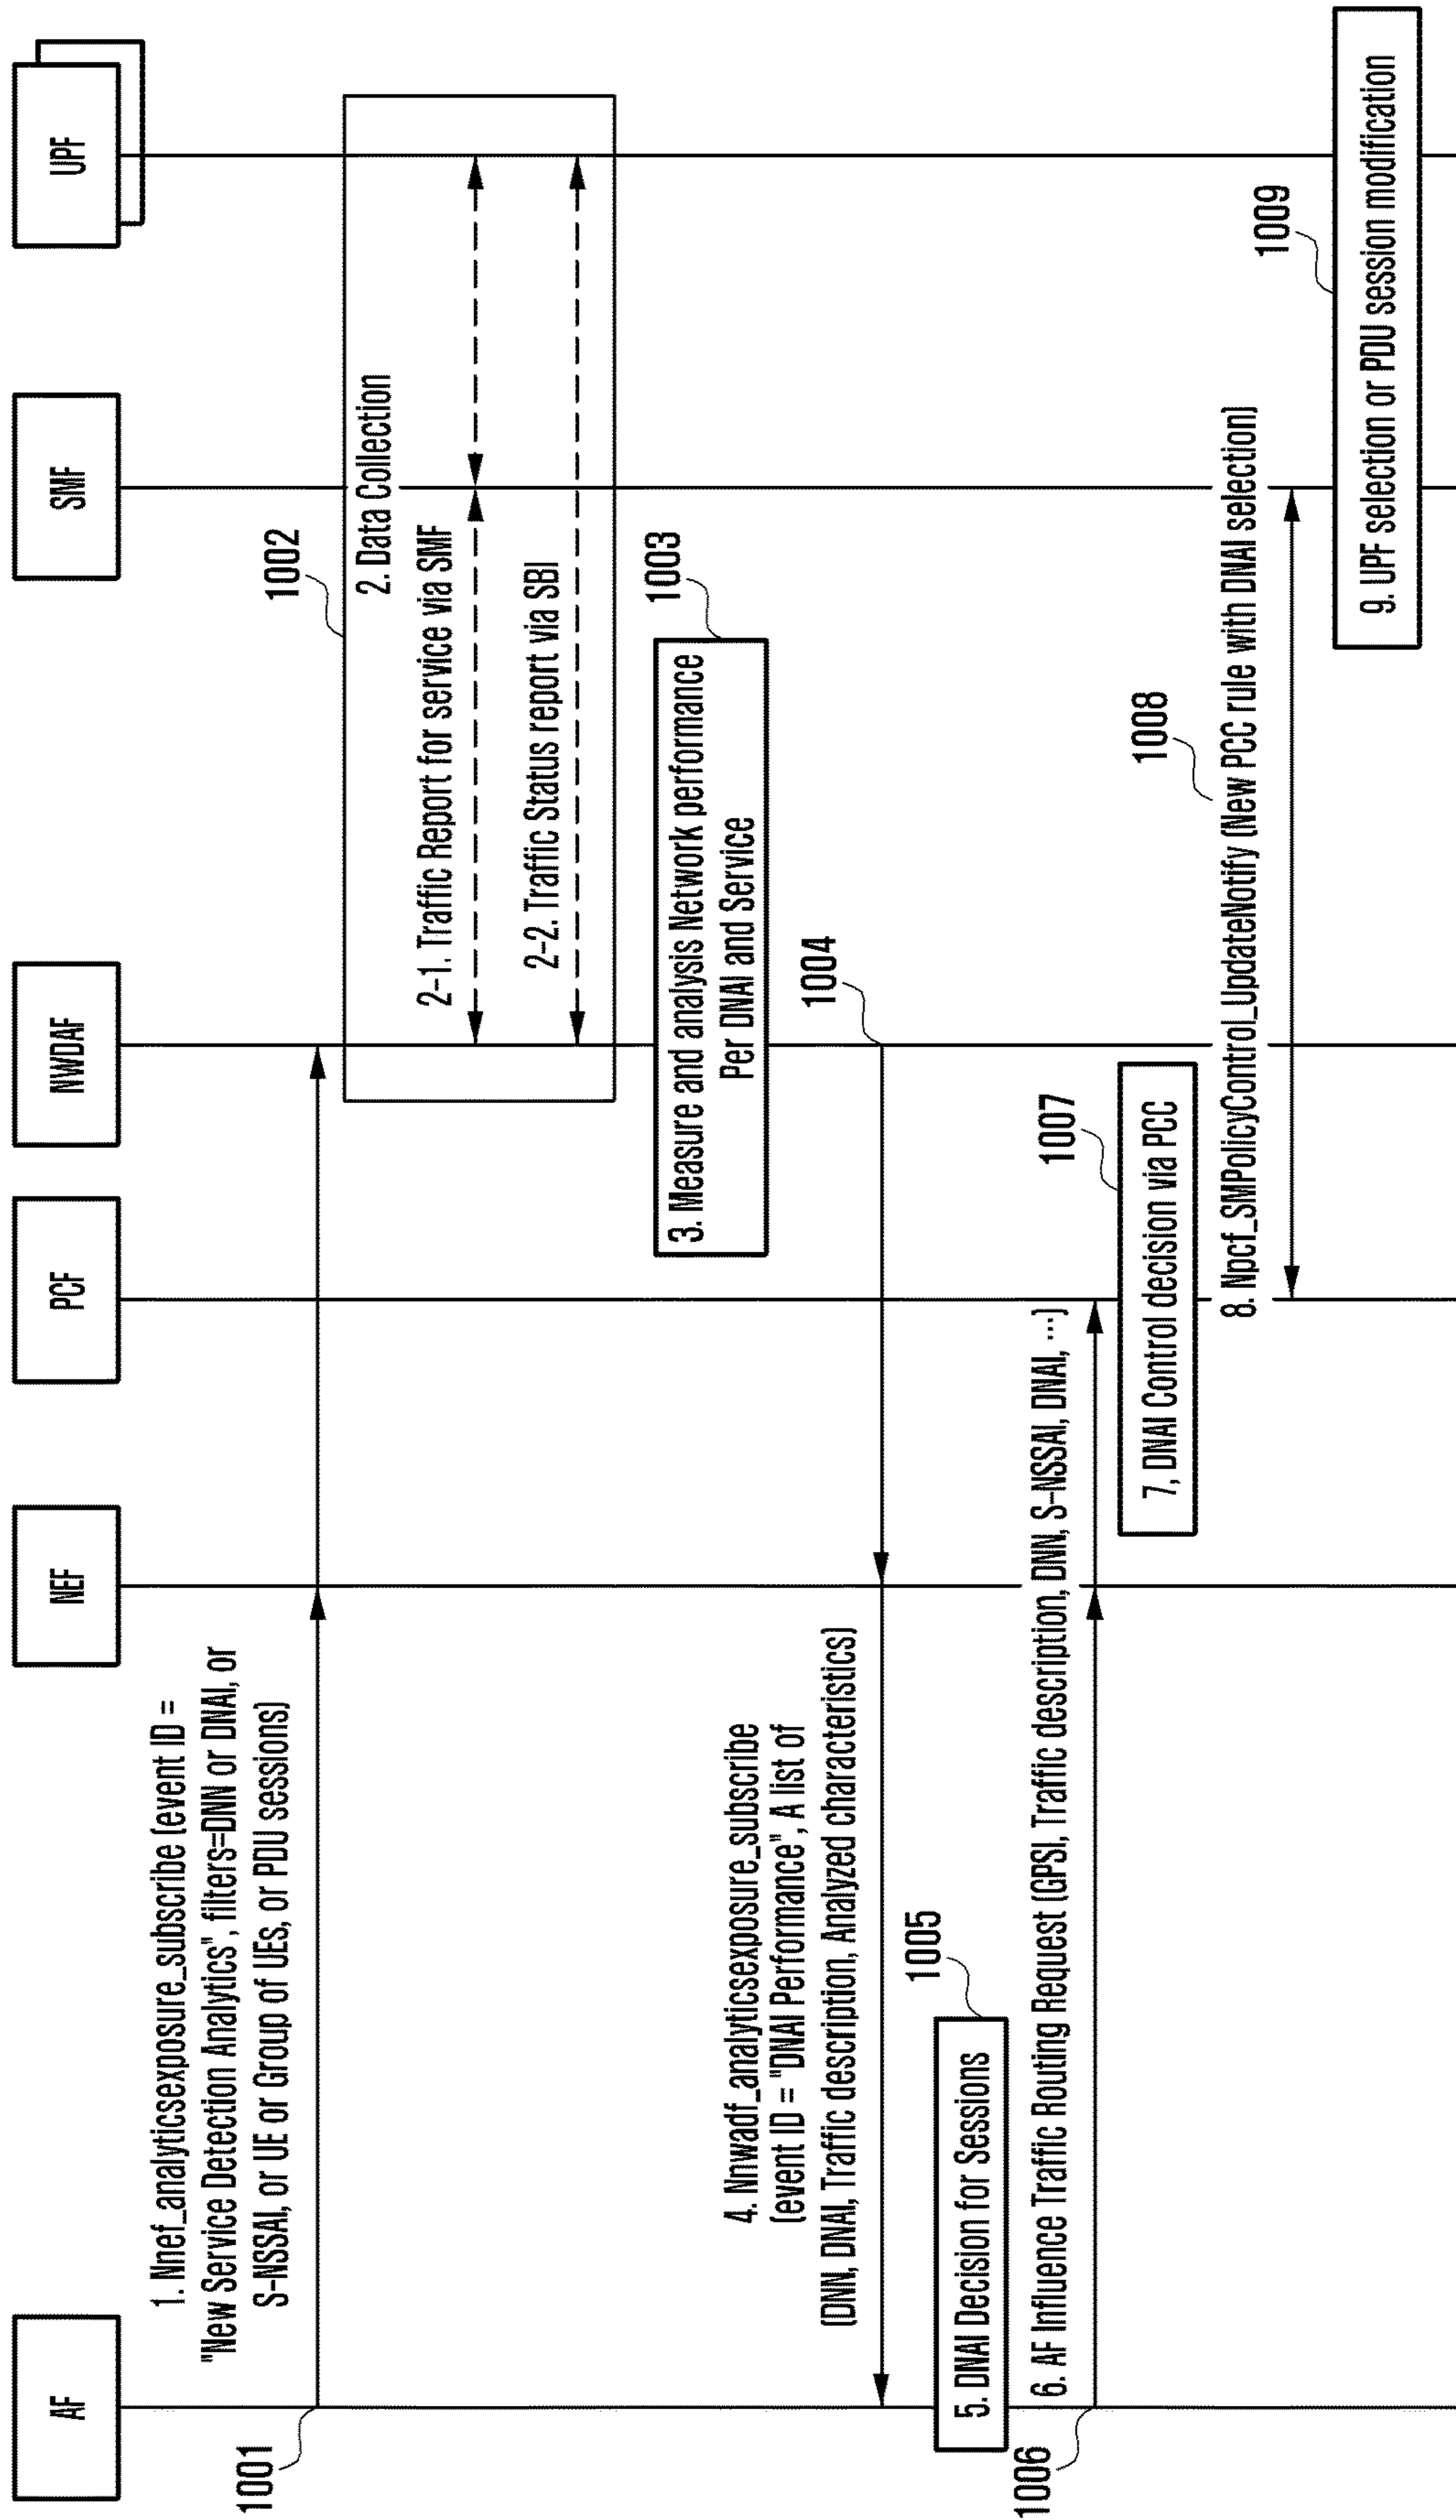 AF
NEF
PCF
NWDAF
SMF
UPF
1001
1. Nnef_analyticsexposure_subscribe (event ID =
"New Service Detection Analytics", filters=DNN or DNAI, or
S-NSSAI, or UE or Group of UEs, or PDU sessions)
1002
2. Data Collection
2-1. Traffic Report for service via SMF
2-2. Traffic Status report via SBI
1003
3. Measure and analysis Network performance
Per DNAI and Service
1004
4. Nnwadf_analyticsexposure_subscribe
(event ID = "DNAI Performance", A list of
(DNN, DNAI, Traffic description, Analyzed characteristics)
1005
5. DNAI Decision for Sessions
1006
6. AF Influence Traffic Routing Request (GPSI, Traffic description, DNN, S-NSSAI, DNAI, ...)
1007
7, DNAI Control decision via PCC
1008
8. Npcf_SMPolicyControl_UpdateNotify (New PCC rule with DNAI selection)
1009
9. UPF selection or PDU session modification